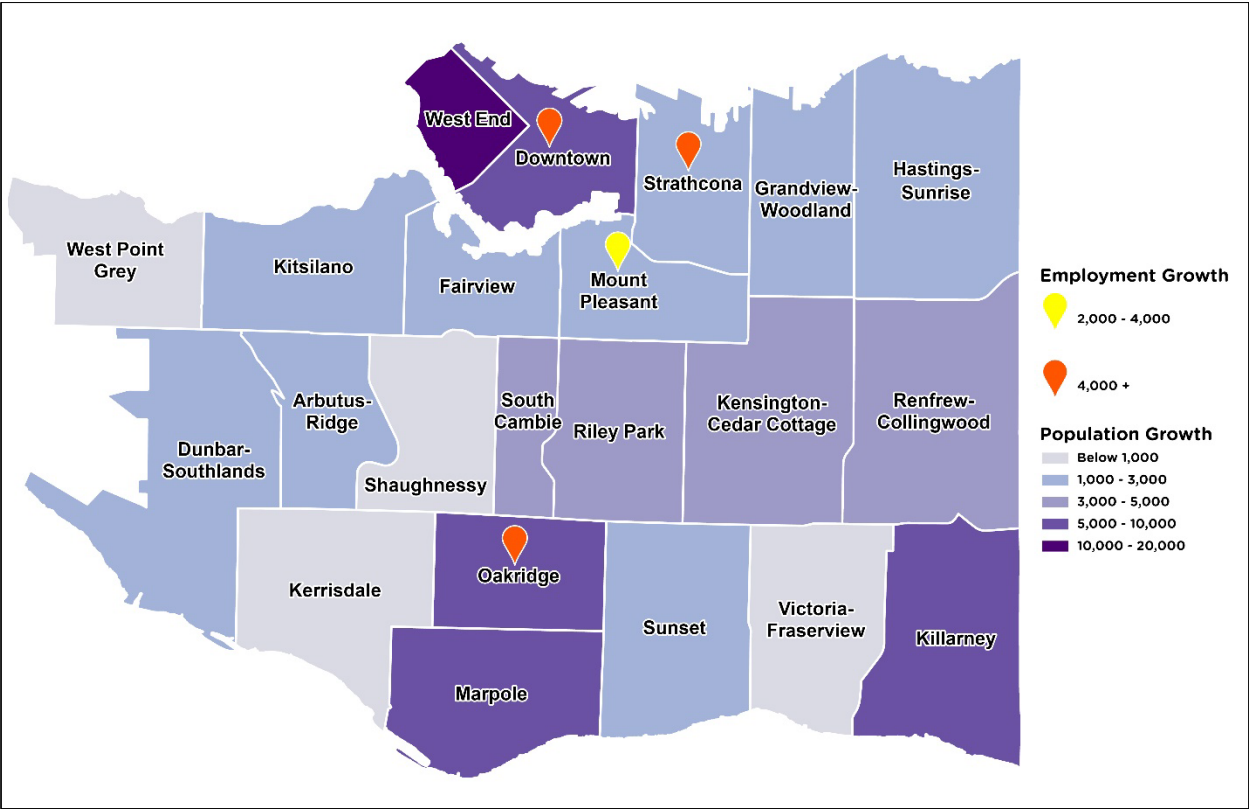 West End
Downtown
Strathcona
Grandview-
Woodland
Hastings-
Sunrise
West Point
Grey
Kitsilano
Fairview
Mount
Pleasant
Dunbar-
Southlands
Arbutus-
Ridge
Shaughnessy
South
Cambie
Riley Park
Kensington-
Cedar Cottage
Renfrew-
Collingwood
Kerrisdale
Oakridge
Marpole
Sunset
Victoria-
Fraserview
Killarney
Employment Growth
2,000 - 4,000
4,000 +
Population Growth
Below 1,000
1,000 - 3,000
3,000 - 5,000
5,000 - 10,000
10,000 - 20,000